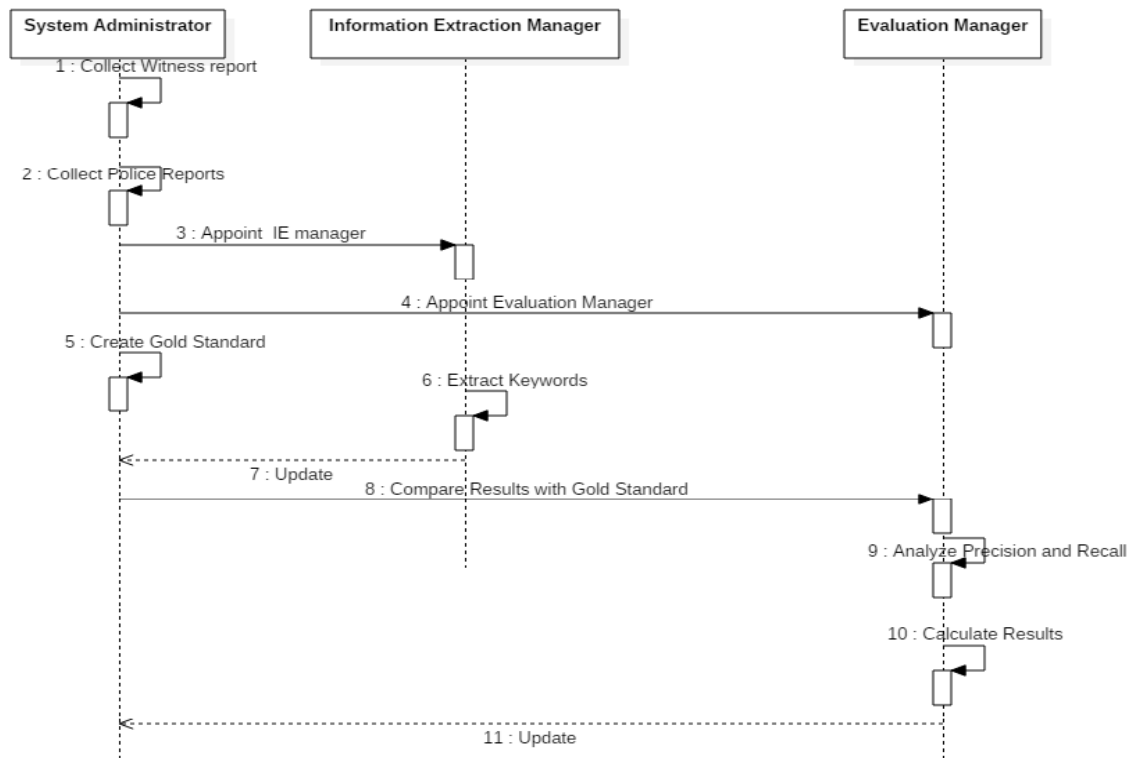 System Administrator
Information Extraction Manager
Evaluation Manager
1 : Collect Witness report
2 : Collect Police Reports
3 : Appoint IE manager
4 : Appoint Evaluation Manager
5 : Create Gold Standard
6 : Extract Keywords
7 : Update
8 : Compare Results with Gold Standard
9 : Analyze Precision and Recall
10 : Calculate Results
11 : Update